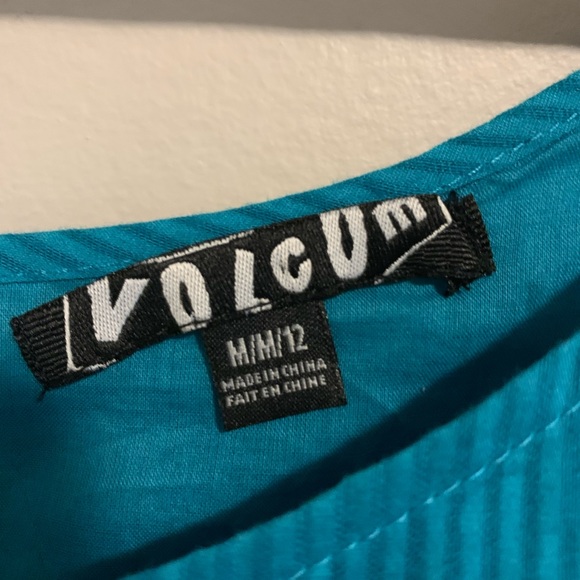 VOLCOM
M/M/12
MADE IN CHINA
FAIT EN CHINE